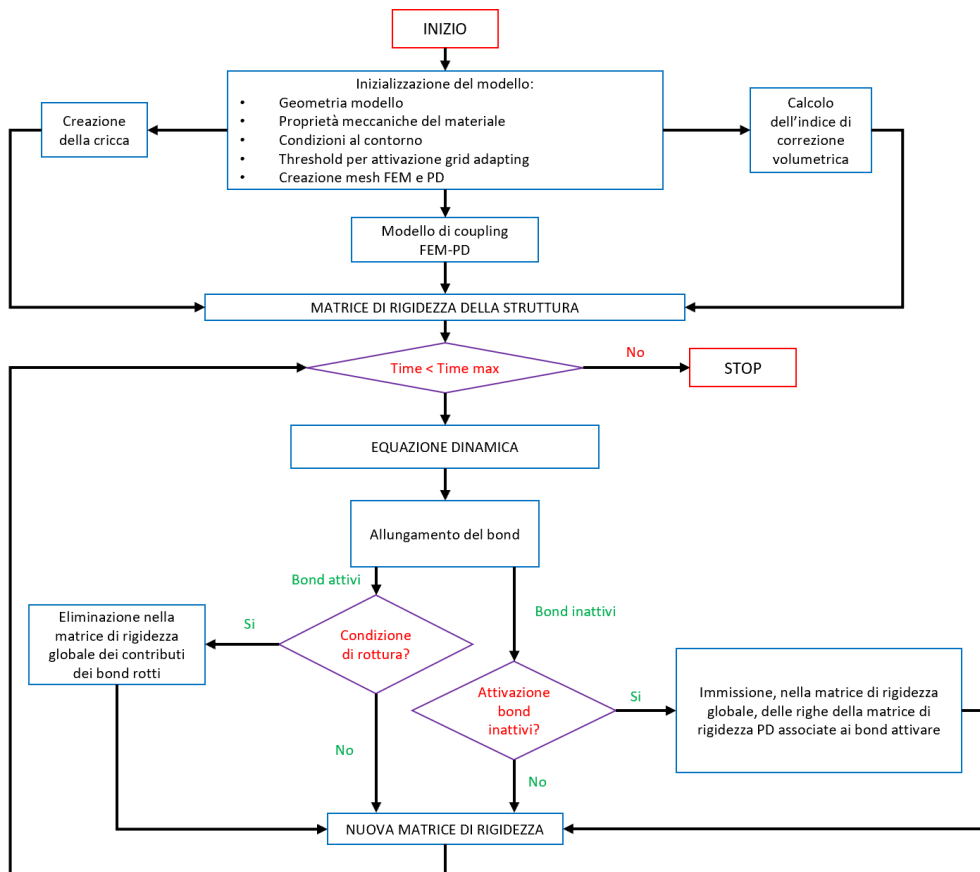 INIZIO
Inizializzazione del modello:
• Geometria modello
• Proprietà meccaniche del materiale
• Condizioni al contorno
• Threshold per attivazione grid adapting
• Creazione mesh FEM e PD
Creazione
della cricca
Calcolo
dell'indice di
correzione
volumetrica
Modello di coupling
FEM-PD
MATRICE DI RIGIDEZZA DELLA STRUTTURA
Time < Time max
No
STOP
EQUAZIONE DINAMICA
Allungamento del bond
Bond attivi
Bond inattivi
Condizione
di rottura?
Si
Eliminazione nella
matrice di rigidezza
globale dei contributi
dei bond rotti
No
Attivazione
bond
inattivi?
Si
Immissione, nella matrice di rigidezza
globale, delle righe della matrice di
rigidezza PD associate ai bond attivare
No
NUOVA MATRICE DI RIGIDEZZA